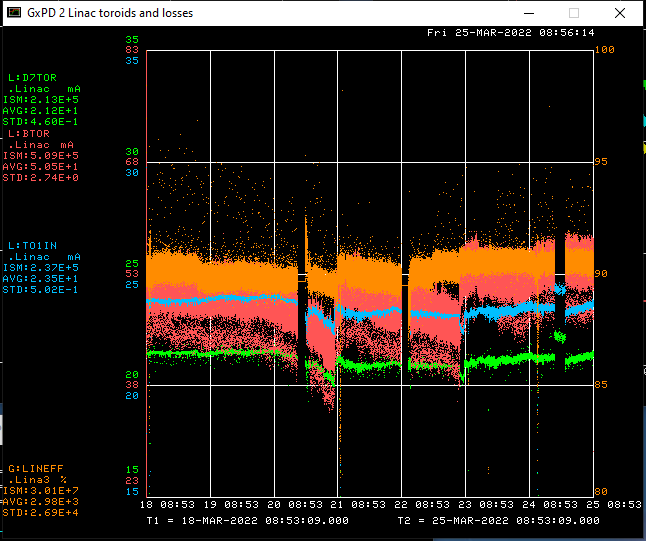 GxPD 2 Linac toroids and losses
Fri 25-MAR-2022 08:56:14
35
83
35
100
L:D7TOR
.Linac mA
ISM:2.13E+5
AVG:2.12E+1
STD:4.60E-1
L:BTOR
.Linac mA
ISM:5.09E+5
AVG:5.05E+1
STD:2.74E+0
30
68
30
95
L:TO1IN
.Linac mA
ISM:2.37E+5
AVG:2.35E+1
STD:5.02E-1
25
53
25
90
20
38
20
85
G:LINEFF
.Lina3 %
ISM:3.01E+7
AVG:2.98E+3
STD:2.69E+4
15
23
15
80
18 08:53 19 08:53 20 08:53 21 08:53 22 08:53 23 08:53 24 08:53 25 08:53
T1 = 18-MAR-2022 08:53:09.000 T2 = 25-MAR-2022 08:53:09.000